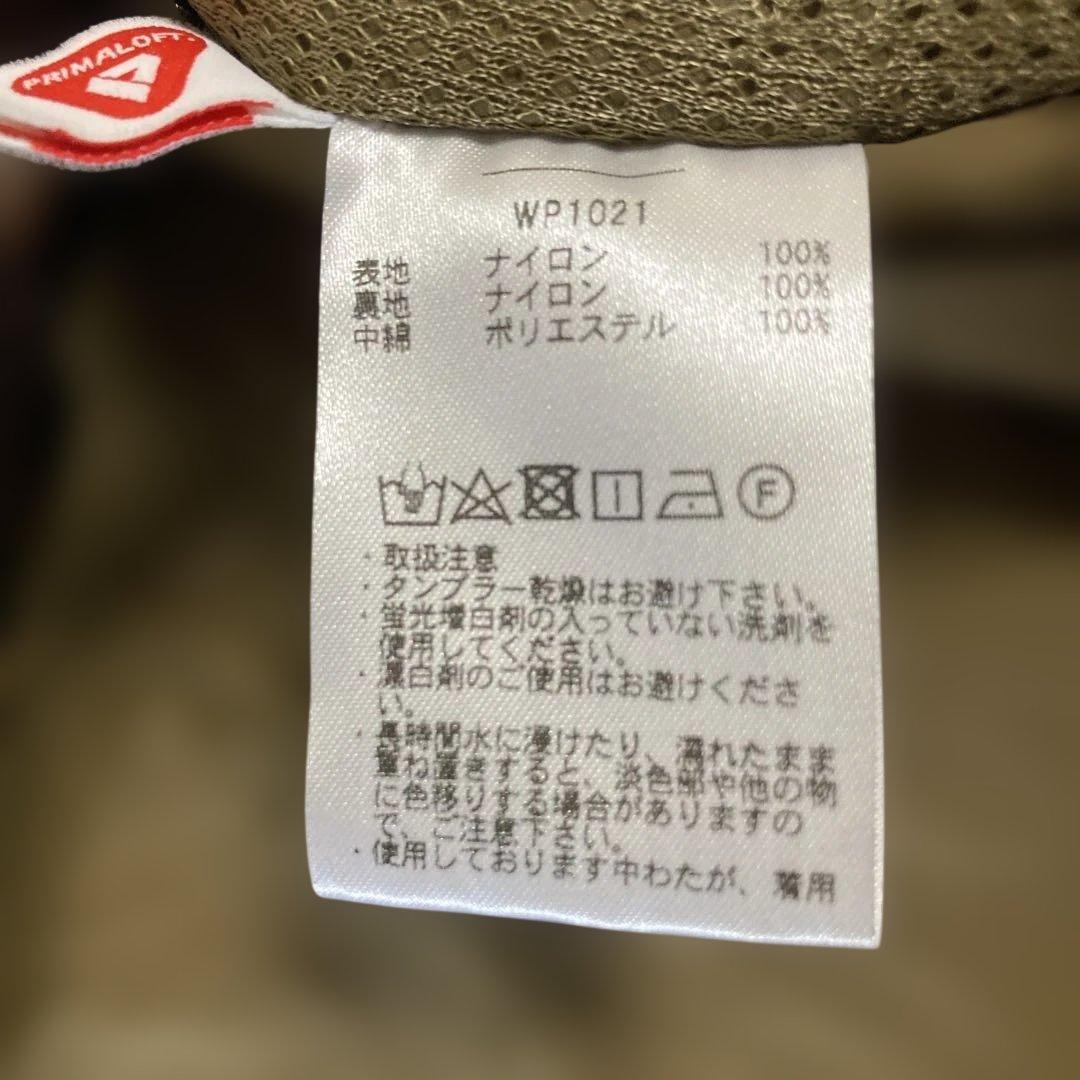 PRIMALOFT
WP1021
表地 ナイロン 100%
裏地 ナイロン 100%
中綿 ポリエステル 100%
F
・取扱注意
・タンブラー乾燥はお避け下さい。
・蛍光増白剤の入っていない洗剤を
使用してください。
・漂白剤のご使用はお避けくださ
い。
・長時間水に浸けたり、濡れたまま
重ね置きすると、淡色部や他の物
に色移りする場合がありますの
で、ご注意下さい。
・使用しております中わたが、着用